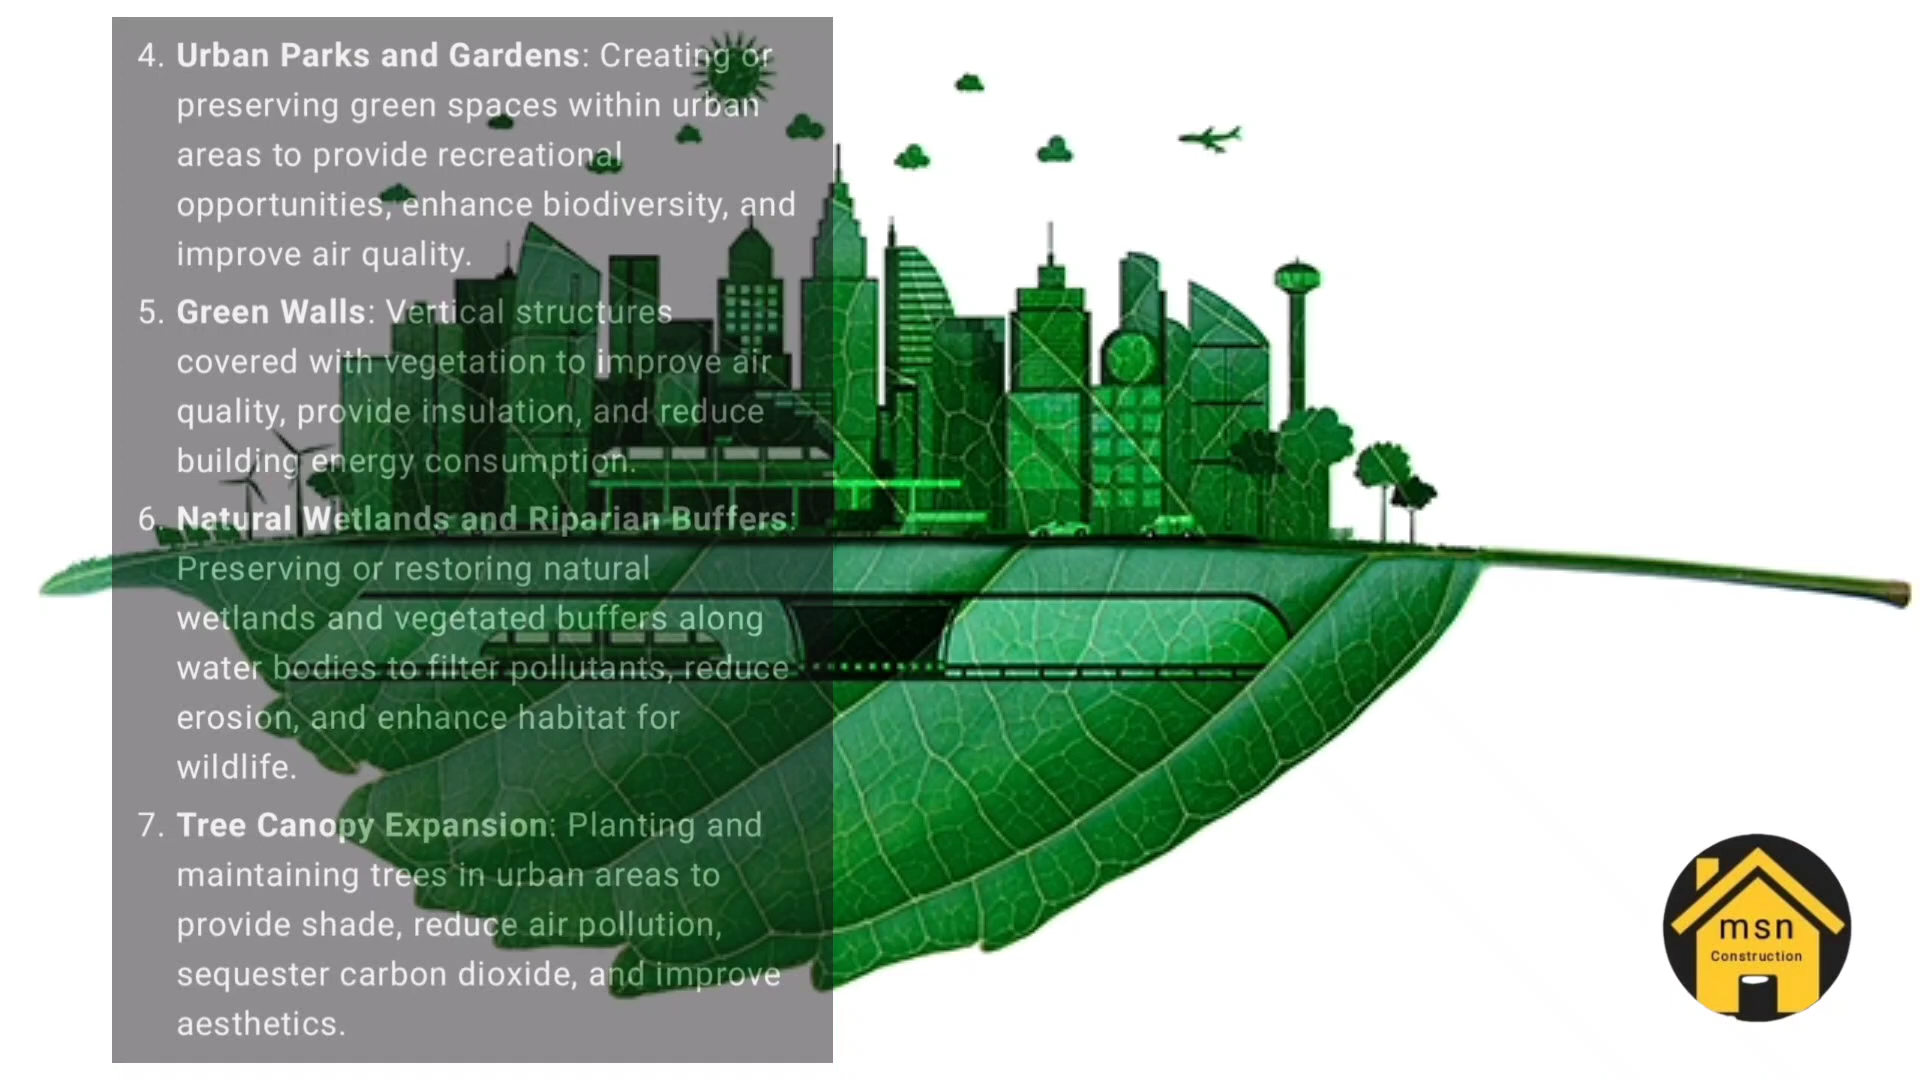 4. Urban Parks and Gardens: Creating or
preserving green spaces within urban
areas to provide recreational
opportunities, enhance biodiversity, and
improve air quality.
5. Green Walls: Vertical structures
covered with vegetation to improve air
quality, provide insulation, and reduce
building energy consumption.
6. Natural Wetlands and Riparian Buffers:
Preserving or restoring natural
wetlands and vegetated buffers along
water bodies to filter pollutants, reduce
erosion, and enhance habitat for
wildlife.
7. Tree Canopy Expansion: Planting and
maintaining trees in urban areas to
provide shade, reduce air pollution,
sequester carbon dioxide, and improve
aesthetics.
msn
Construction